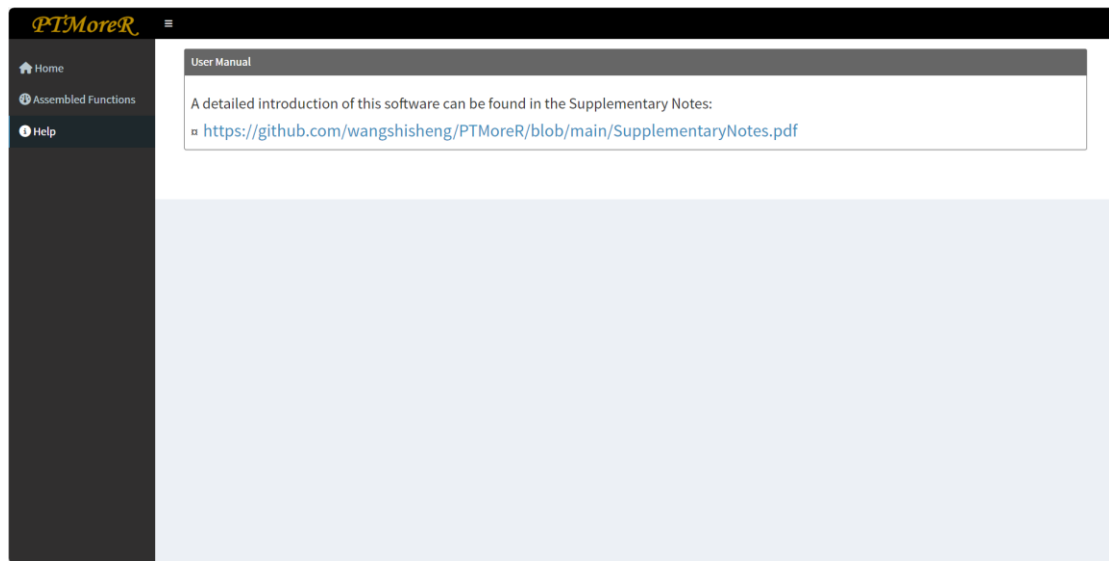 PTMoreR
Home
Assembled Functions
Help
User Manual
A detailed introduction of this software can be found in the Supplementary Notes:
https://github.com/wangshisheng/PTMoreR/blob/main/SupplementaryNotes.pdf